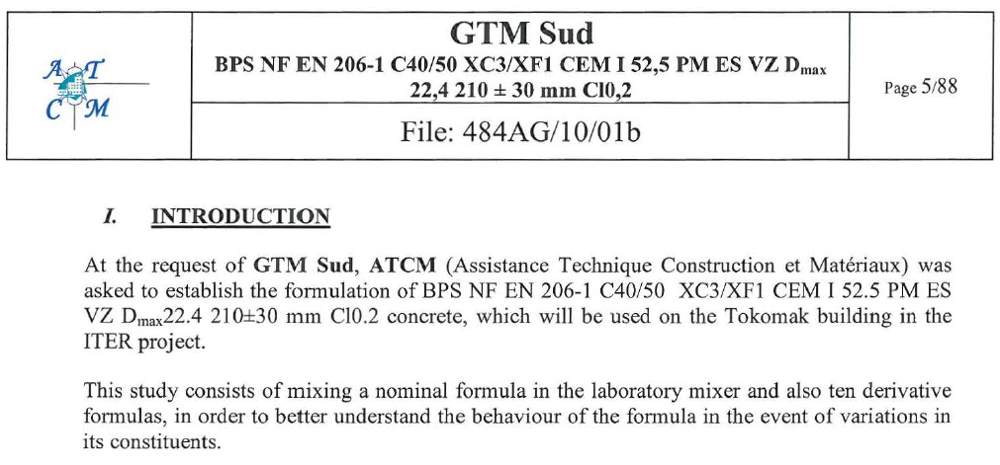 GTM Sud
A T
C M
BPS NF EN 206-1 C40/50 XC3/XF1 CEM I 52,5 PM ES VZ Dmax
22,4 210 ± 30 mm Cl0,2
Page 5/88
File: 484AG/10/01b
I. INTRODUCTION
At the request of GTM Sud, ATCM (Assistance Technique Construction et Matériaux) was
asked to establish the formulation of BPS NF EN 206-1 C40/50 XC3/XF1 CEM I 52.5 PM ES
VZ Dmax22.4 210±30 mm Cl0.2 concrete, which will be used on the Tokomak building in the
ITER project.
This study consists of mixing a nominal formula in the laboratory mixer and also ten derivative
formulas, in order to better understand the behaviour of the formula in the event of variations in
its constituents.